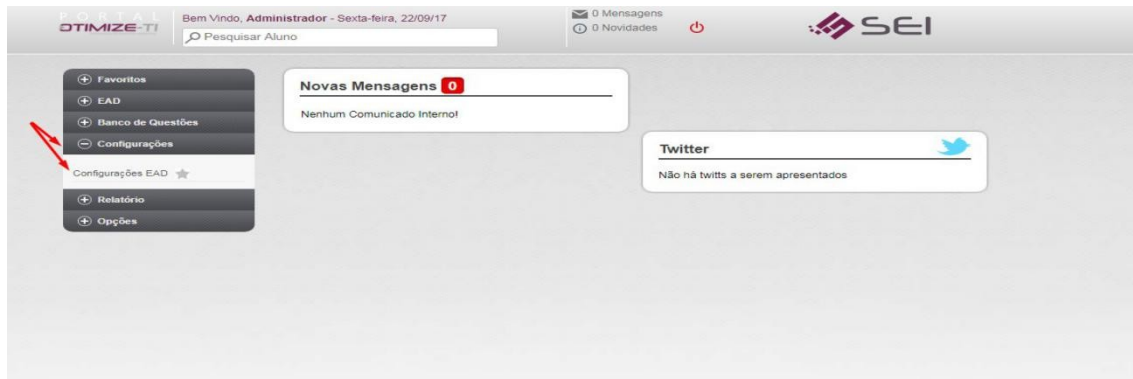 PORTAL
OTIMIZE-TI
Bem Vindo, Administrador - Sexta-feira, 22/09/17
Pesquisar Aluno
0 Mensagens
0 Novidades
SEI
Favoritos
EAD
Banco de Questões
Configurações
Configurações EAD
Relatório
Opções
Novas Mensagens 0
Nenhum Comunicado Interno!
Twitter
Não há twitts a serem apresentados